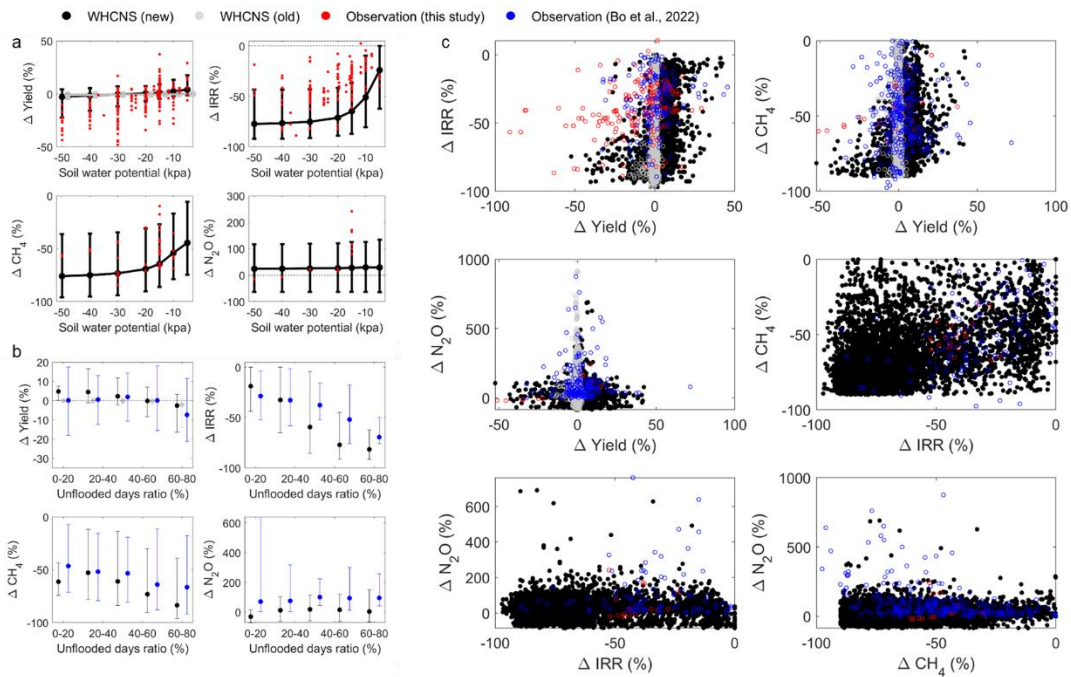 WHCNS (new) WHCNS (old) Observation (this study) Observation (Bo et al., 2022)
a
Δ Yield (%)
50
25
0
-25
-50
-50 -40 -30 -20 -10
Soil water potential (kpa)
Δ IRR (%)
0
-50
-100
-50 -40 -30 -20 -10
Soil water potential (kpa)
Δ CH₄ (%)
0
-50
-100
-50 -40 -30 -20 -10
Soil water potential (kpa)
Δ N₂O (%)
300
200
100
0
-100
-50 -40 -30 -20 -10
Soil water potential (kpa)
b
Δ Yield (%)
20
10
0
-10
-20
-30
0-20 20-40 40-60 60-80
Unflooded days ratio (%)
Δ IRR (%)
0
-50
-100
0-20 20-40 40-60 60-80
Unflooded days ratio (%)
Δ CH₄ (%)
0
-50
-100
0-20 20-40 40-60 60-80
Unflooded days ratio (%)
Δ N₂O (%)
600
400
200
0
0-20 20-40 40-60 60-80
Unflooded days ratio (%)
c
Δ IRR (%)
0
-50
-100
-100 -50 0 50
Δ Yield (%)
Δ CH₄ (%)
0
-50
-100
-50 0 50 100
Δ Yield (%)
Δ N₂O (%)
1000
500
0
-50 0 50 100
Δ Yield (%)
Δ CH₄ (%)
0
-50
-100
-100 -50 0
Δ IRR (%)
Δ N₂O (%)
600
400
200
0
-100 -50 0
Δ IRR (%)
Δ N₂O (%)
1000
500
0
-100 -50 0
Δ CH₄ (%)